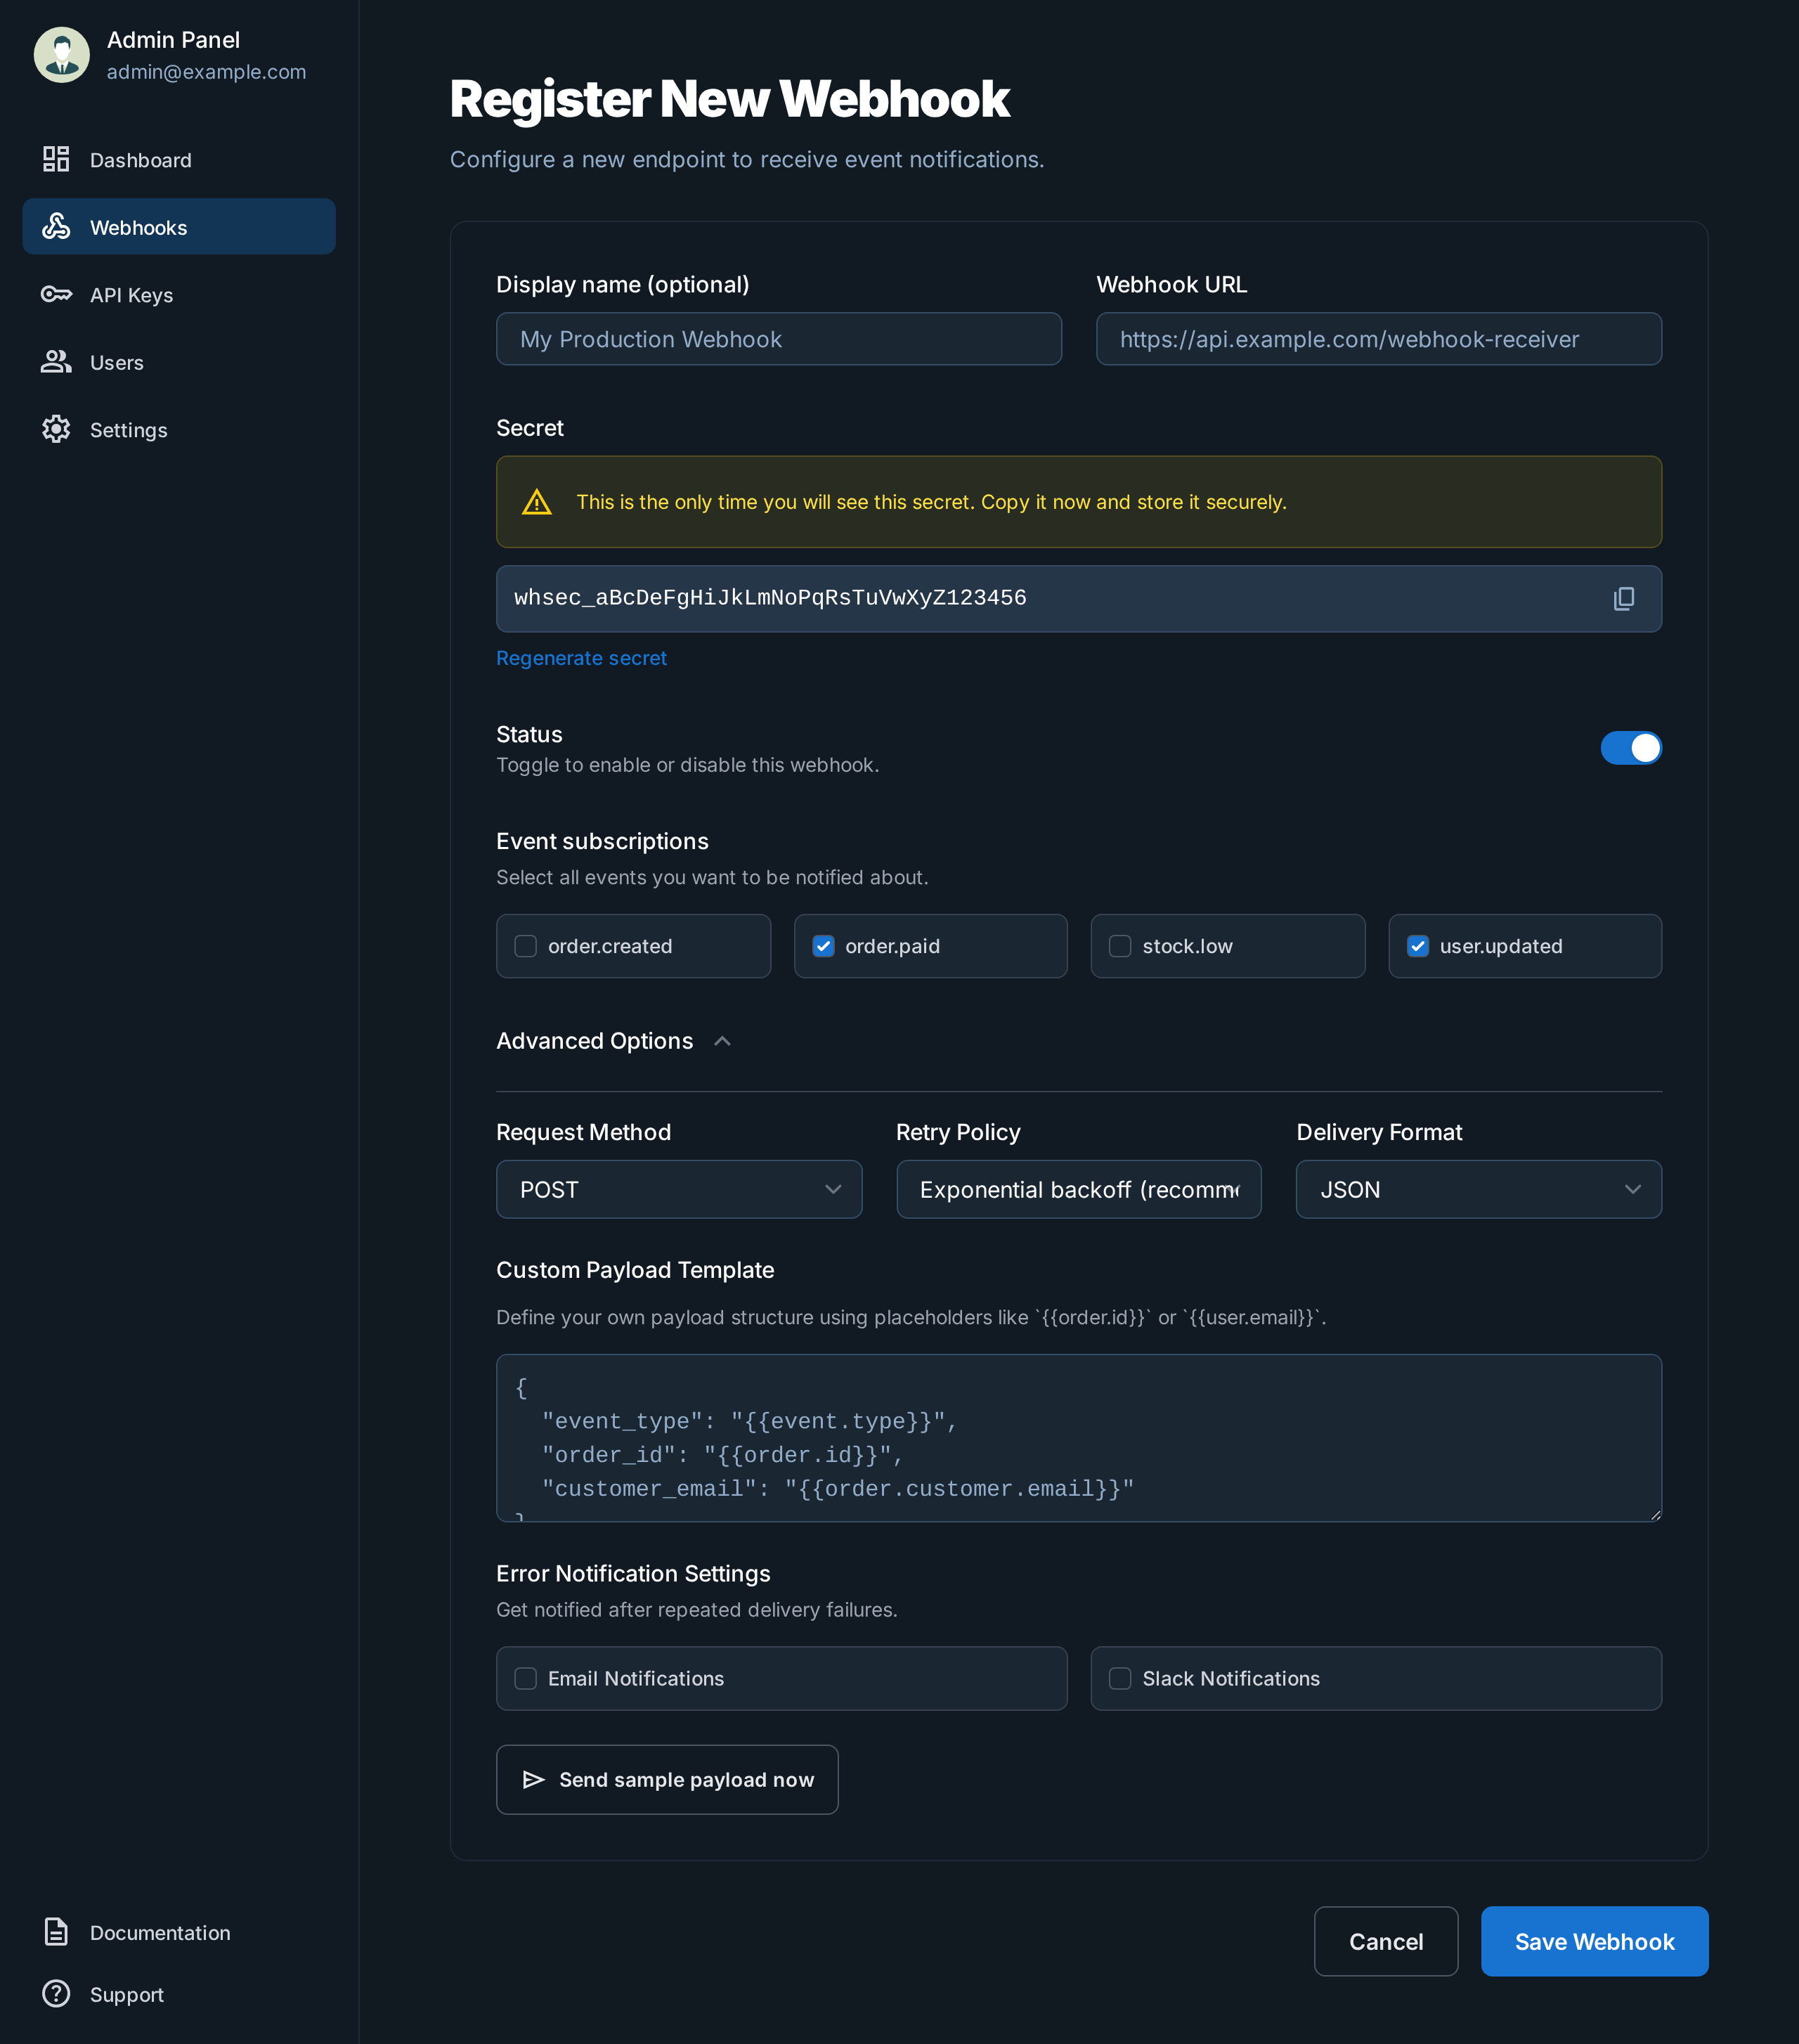 Admin Panel
admin@example.com
Dashboard
Webhooks
API Keys
Users
Settings
Documentation
Support
Register New Webhook
Configure a new endpoint to receive event notifications.
Display name (optional)
My Production Webhook
Webhook URL
https://api.example.com/webhook-receiver
Secret
This is the only time you will see this secret. Copy it now and store it securely.
whsec_aBcDeFgHiJkLmNoPqRsTuVwXyZ123456
Regenerate secret
Status
Toggle to enable or disable this webhook.
Event subscriptions
Select all events you want to be notified about.
order.created
order.paid
stock.low
user.updated
Advanced Options
Request Method
POST
Retry Policy
Exponential backoff (recomm
Delivery Format
JSON
Custom Payload Template
Define your own payload structure using placeholders like `{{order.id}}` or `{{user.email}}`.
{
"event_type": "{{event.type}}",
"order_id": "{{order.id}}",
"customer_email": "{{order.customer.email}}"
}
Error Notification Settings
Get notified after repeated delivery failures.
Email Notifications
Slack Notifications
Send sample payload now
Cancel
Save Webhook